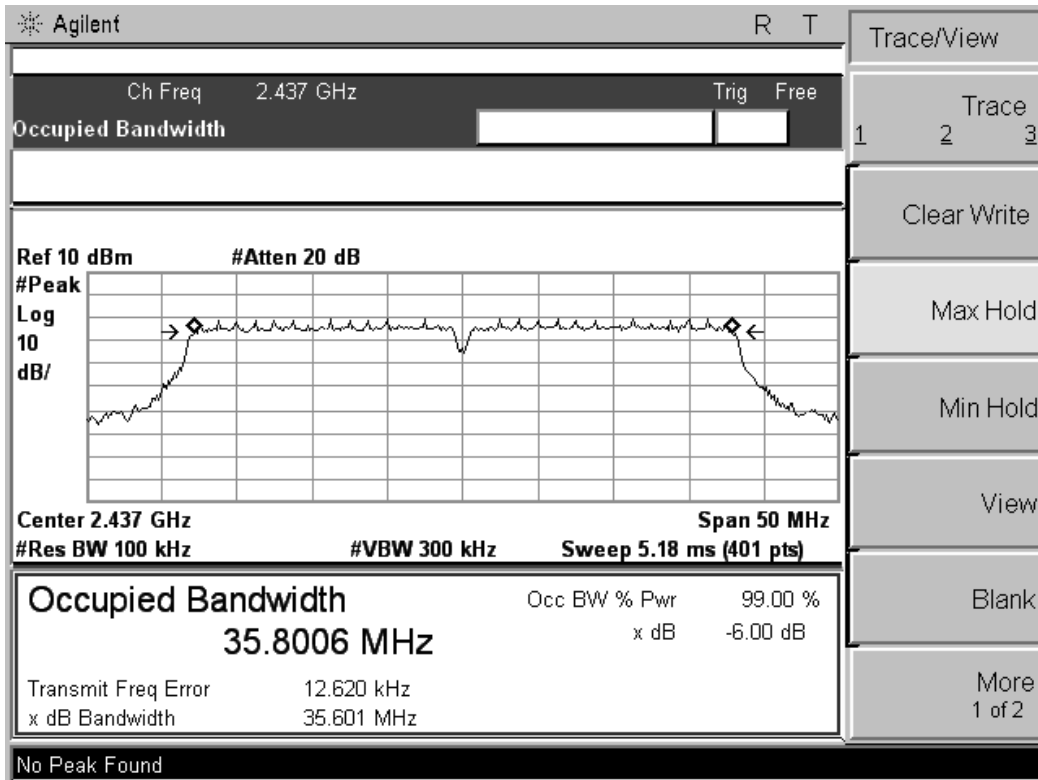 Agilent R T
Trace/View
Ch Freq 2.437 GHz Trig Free
Occupied Bandwidth
Trace
1 2 3
Clear Write
Ref 10 dBm #Atten 20 dB
#Peak
Log
10
dB/
Max Hold
Min Hold
View
Center 2.437 GHz Span 50 MHz
#Res BW 100 kHz #VBW 300 kHz Sweep 5.18 ms (401 pts)
Occupied Bandwidth Occ BW % Pwr 99.00 %
35.8006 MHz x dB -6.00 dB
Blank
Transmit Freq Error 12.620 kHz
x dB Bandwidth 35.601 MHz
More
1 of 2
No Peak Found